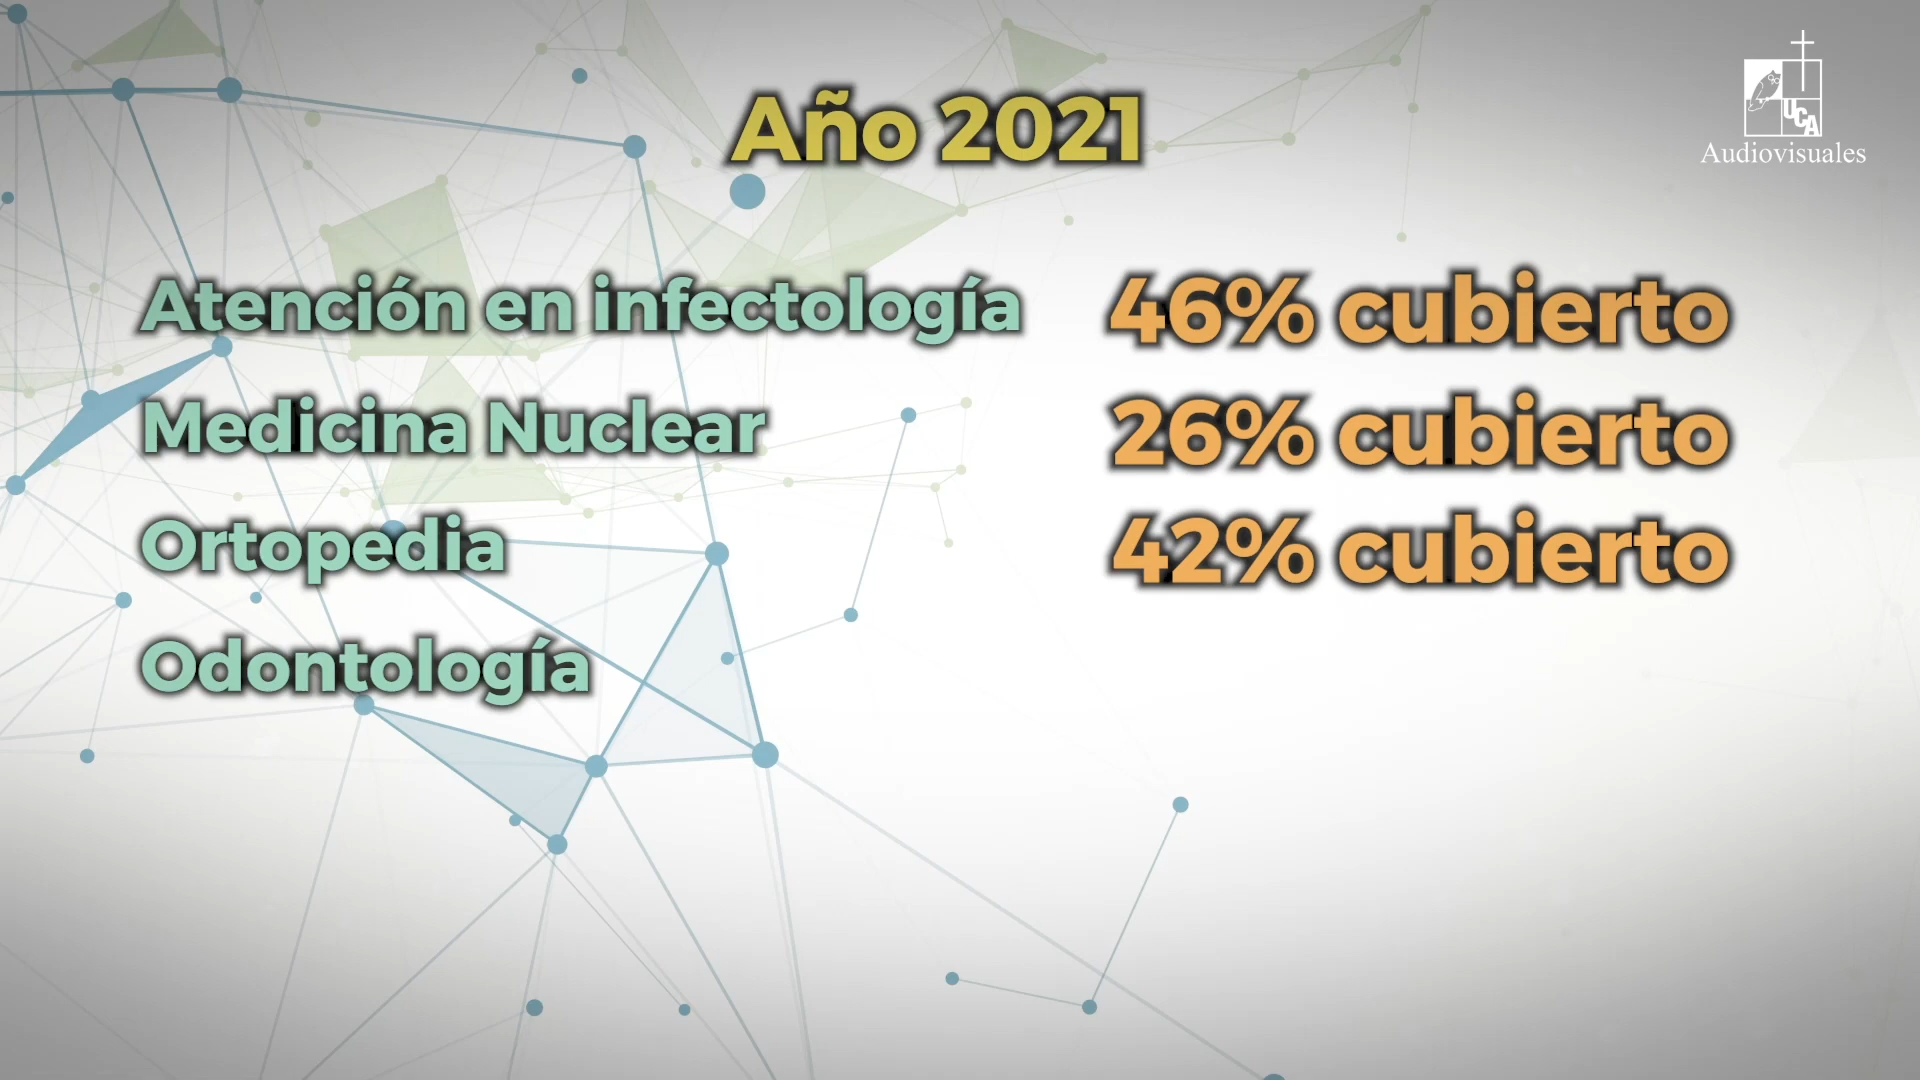 Año 2021
UCA
Audiovisuales
Atención en infectología 46% cubierto
Medicina Nuclear 26% cubierto
Ortopedia 42% cubierto
Odontología